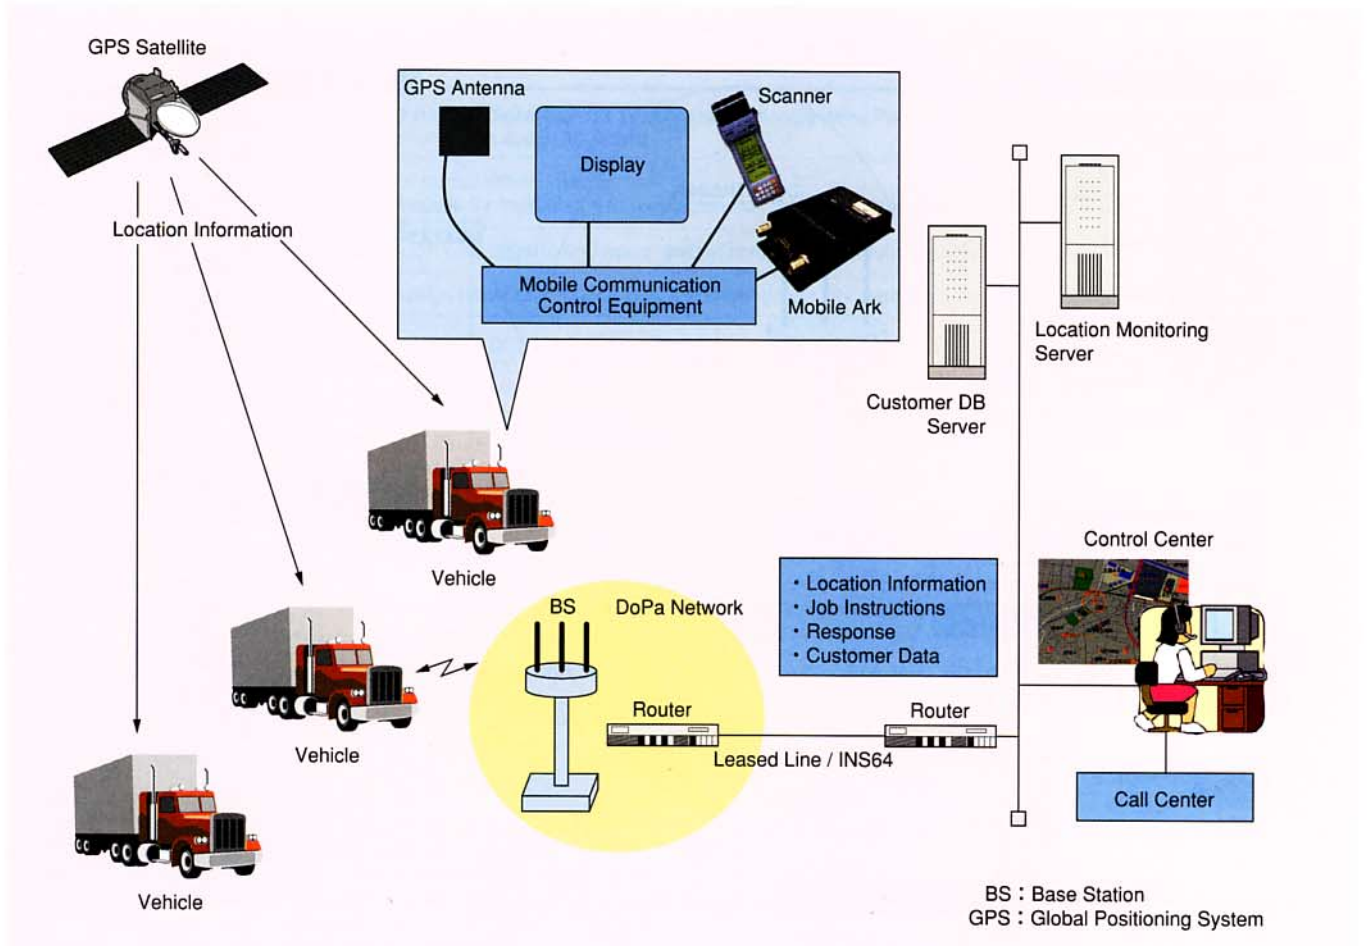 GPS Satellite
Location Information
GPS Antenna
Display
Scanner
Mobile Communication
Control Equipment
Mobile Ark
Location Monitoring
Server
Customer DB
Server
Vehicle
Vehicle
Vehicle
BS
DoPa Network
Router
Leased Line / INS64
Router
・Location Information
・Job Instructions
・Response
・Customer Data
Control Center
Call Center
BS : Base Station
GPS : Global Positioning System